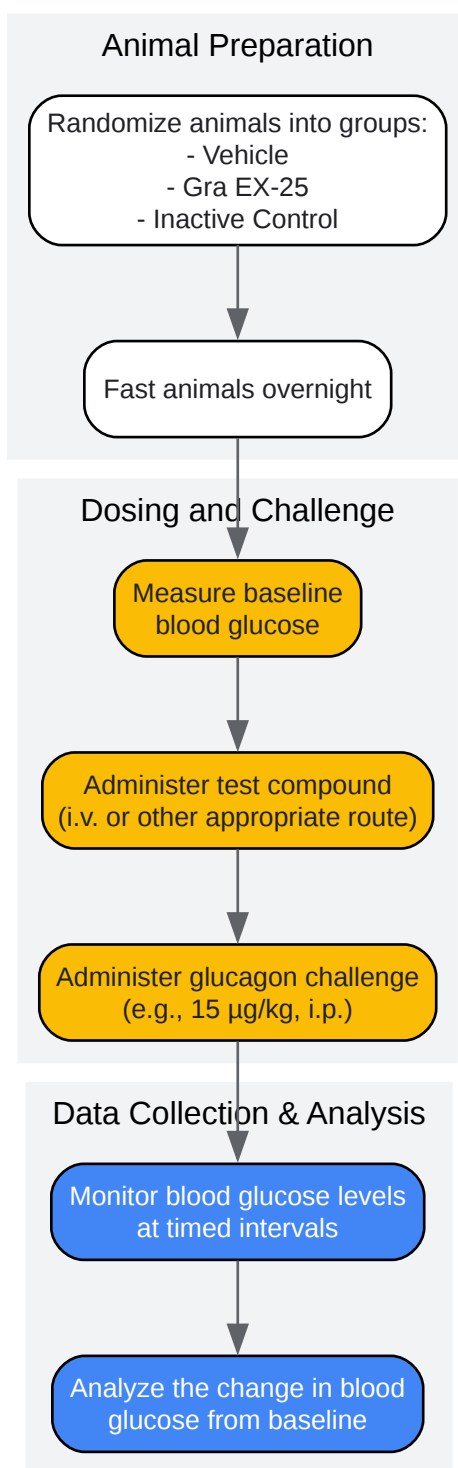 Animal Preparation
Randomize animals into groups:
- Vehicle
- Gra EX-25
- Inactive Control
Fast animals overnight
Dosing and Challenge
Measure baseline
blood glucose
Administer test compound
(i.v. or other appropriate route)
Administer glucagon challenge
(e.g., 15 µg/kg, i.p.)
Data Collection & Analysis
Monitor blood glucose levels
at timed intervals
Analyze the change in blood
glucose from baseline